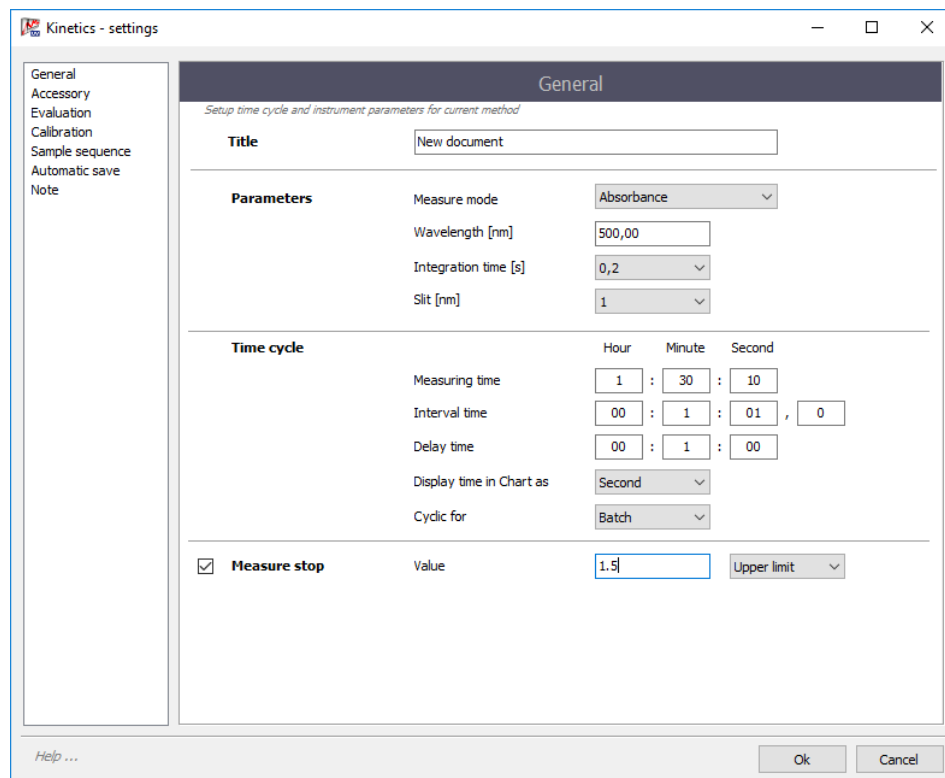 Kinetics - settings
General
Accessory
Evaluation
Calibration
Sample sequence
Automatic save
Note
General
Setup time cycle and instrument parameters for current method
Title New document
Parameters Measure mode Absorbance
Wavelength [nm] 500,00
Integration time [s] 0,2
Slit [nm] 1
Time cycle Hour Minute Second
Measuring time 1 : 30 : 10
Interval time 00 : 1 : 01 , 0
Delay time 00 : 1 : 00
Display time in Chart as Second
Cyclic for Batch
Measure stop Value 1.5 Upper limit
Help ... Ok Cancel